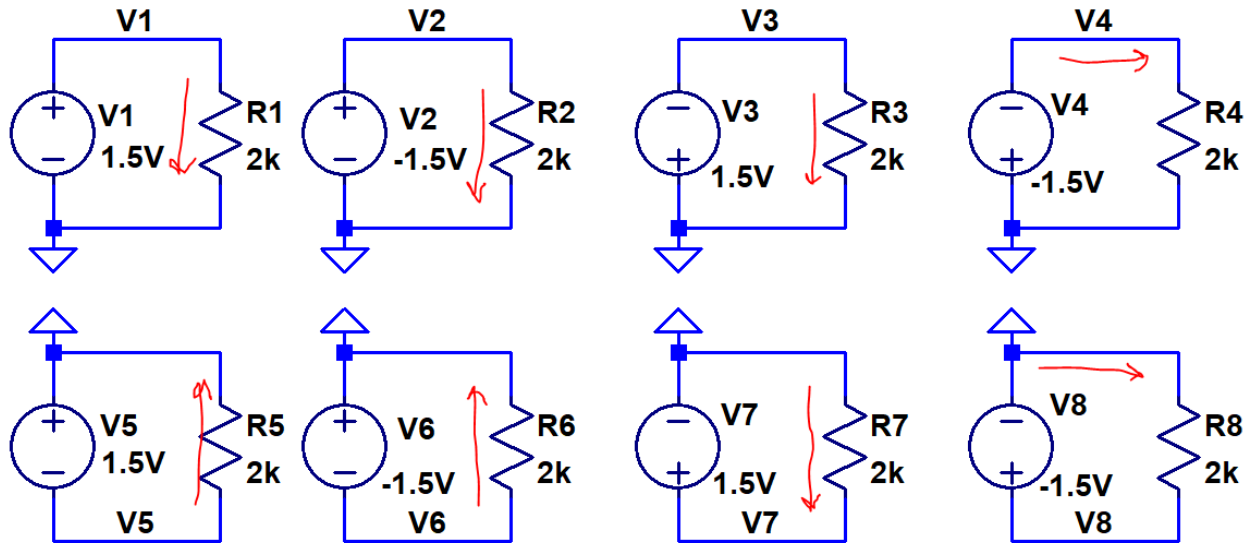 V1 V2 V3 V4
+ + − −
V1 R1 V2 R2 V3 R3 V4 R4
1.5V 2k -1.5V 2k 1.5V 2k -1.5V 2k
− − + +
+ + − −
V5 R5 V6 R6 V7 R7 V8 R8
1.5V 2k -1.5V 2k 1.5V 2k -1.5V 2k
− − + +
V5 V6 V7 V8